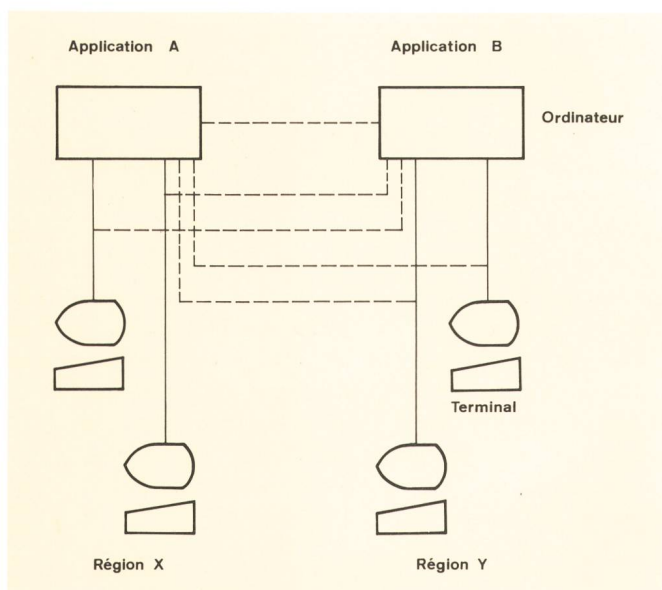 Application A
Application B
Ordinateur
Terminal
Région X
Région Y